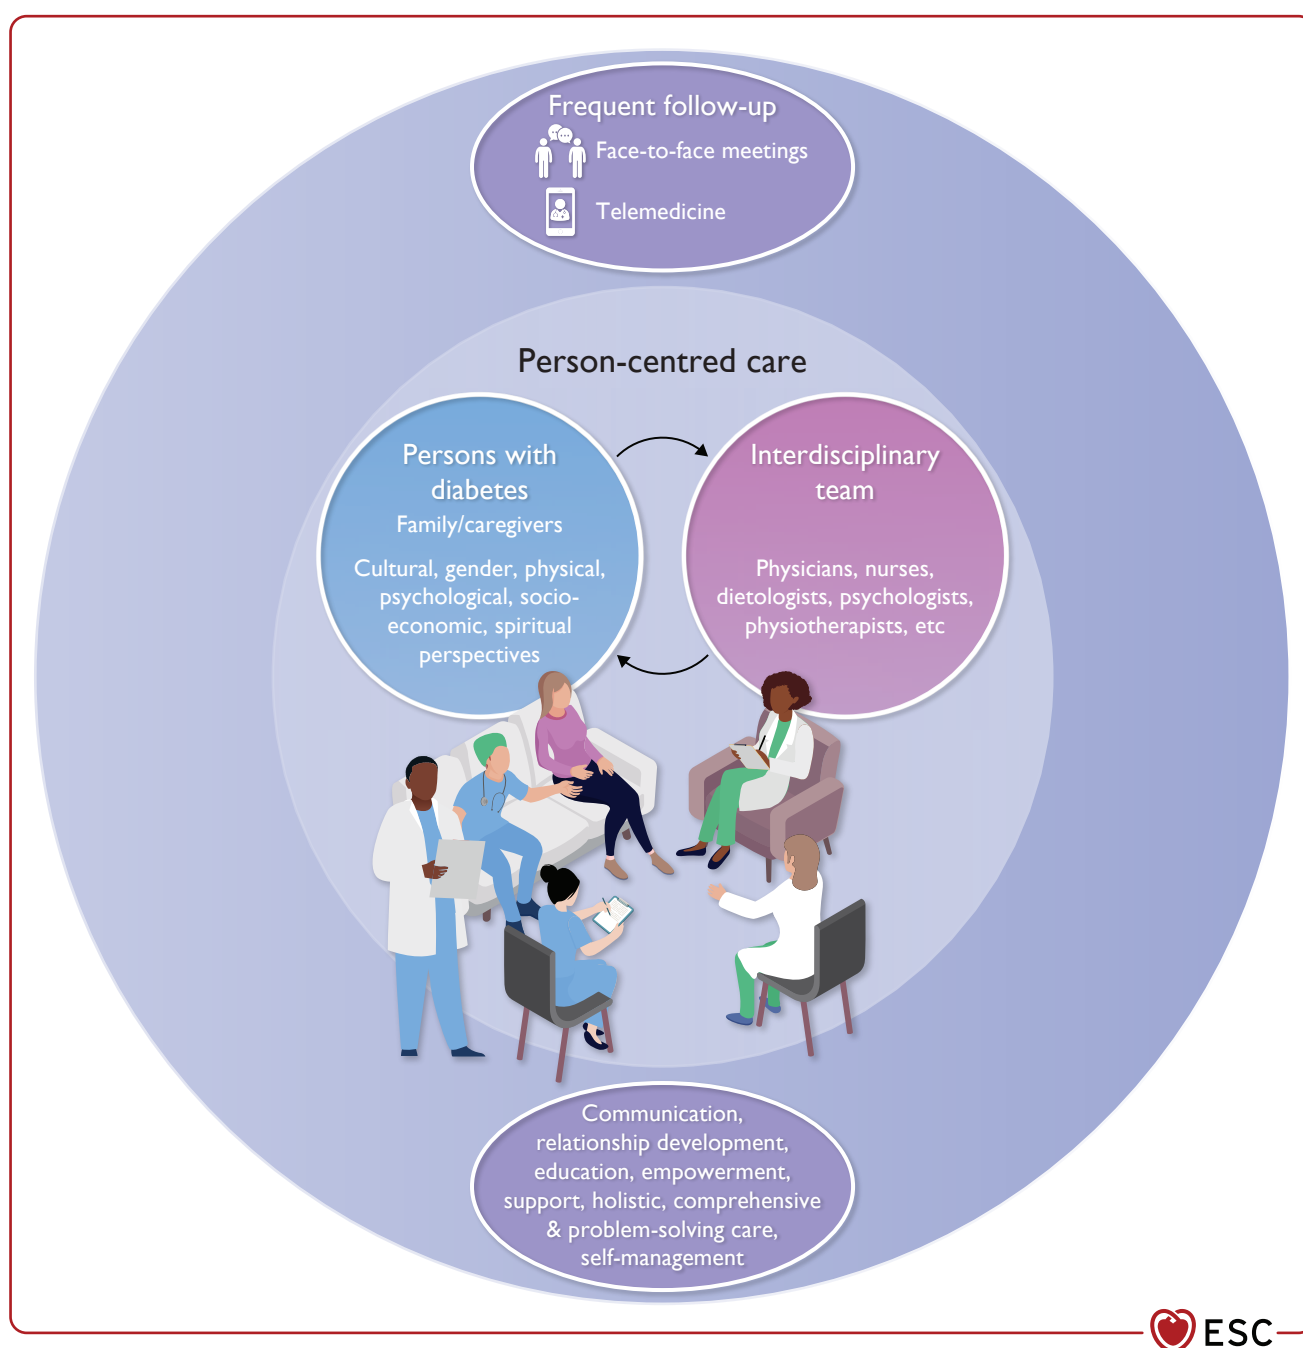 Frequent follow-up
Face-to-face meetings
Telemedicine
Person-centred care
Persons with
diabetes
Family/caregivers
Cultural, gender, physical,
psychological, socio-
economic, spiritual
perspectives
Interdisciplinary
team
Physicians, nurses,
dietologists, psychologists,
physiotherapists, etc
Communication,
relationship development,
education, empowerment,
support, holistic, comprehensive
& problem-solving care,
self-management
ESC